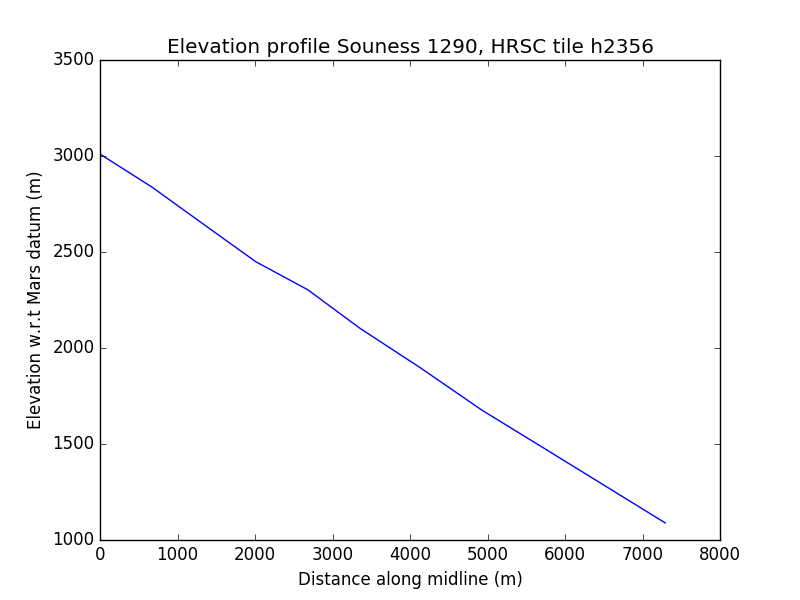 Elevation profile Souness 1290, HRSC tile h2356
3500
3000
2500
2000
1500
1000
Elevation w.r.t Mars datum (m)
0 1000 2000 3000 4000 5000 6000 7000 8000
Distance along midline (m)